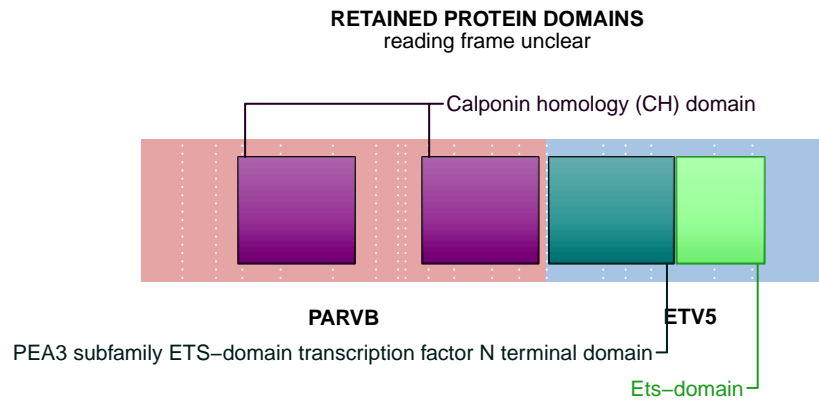 RETAINED PROTEIN DOMAINS
reading frame unclear
Calponin homology (CH) domain
PARVB
ETV5
PEA3 subfamily ETS−domain transcription factor N terminal domain
Ets−domain